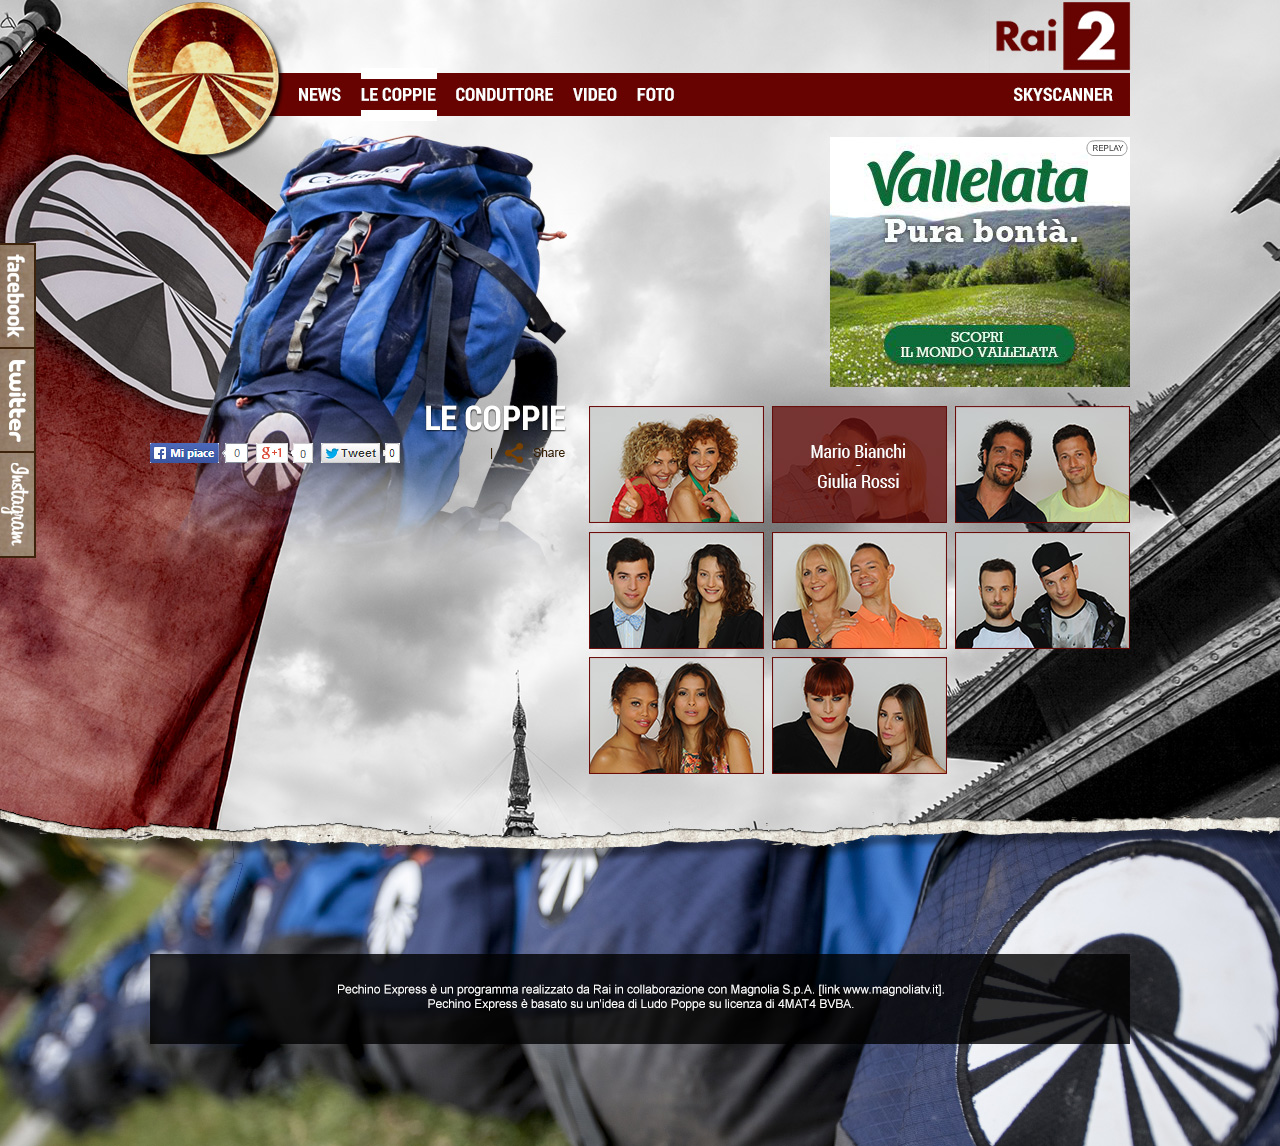 Rai 2
NEWS
LE COPPIE
CONDUTTORE
VIDEO
FOTO
SKYSCANNER
REPLAY
Vallelata
Pura bontà.
SCOPRI
IL MONDO VALLELATA
facebook
twitter
Instagram
LE COPPIE
Mi piace
0
g+1
0
Tweet
0
| Share
Mario Bianchi
-
Giulia Rossi
Pechino Express è un programma realizzato da Rai in collaborazione con Magnolia S.p.A. [link www.magnoliatv.it].
Pechino Express è basato su un'idea di Ludo Poppe su licenza di 4MAT4 BVBA.